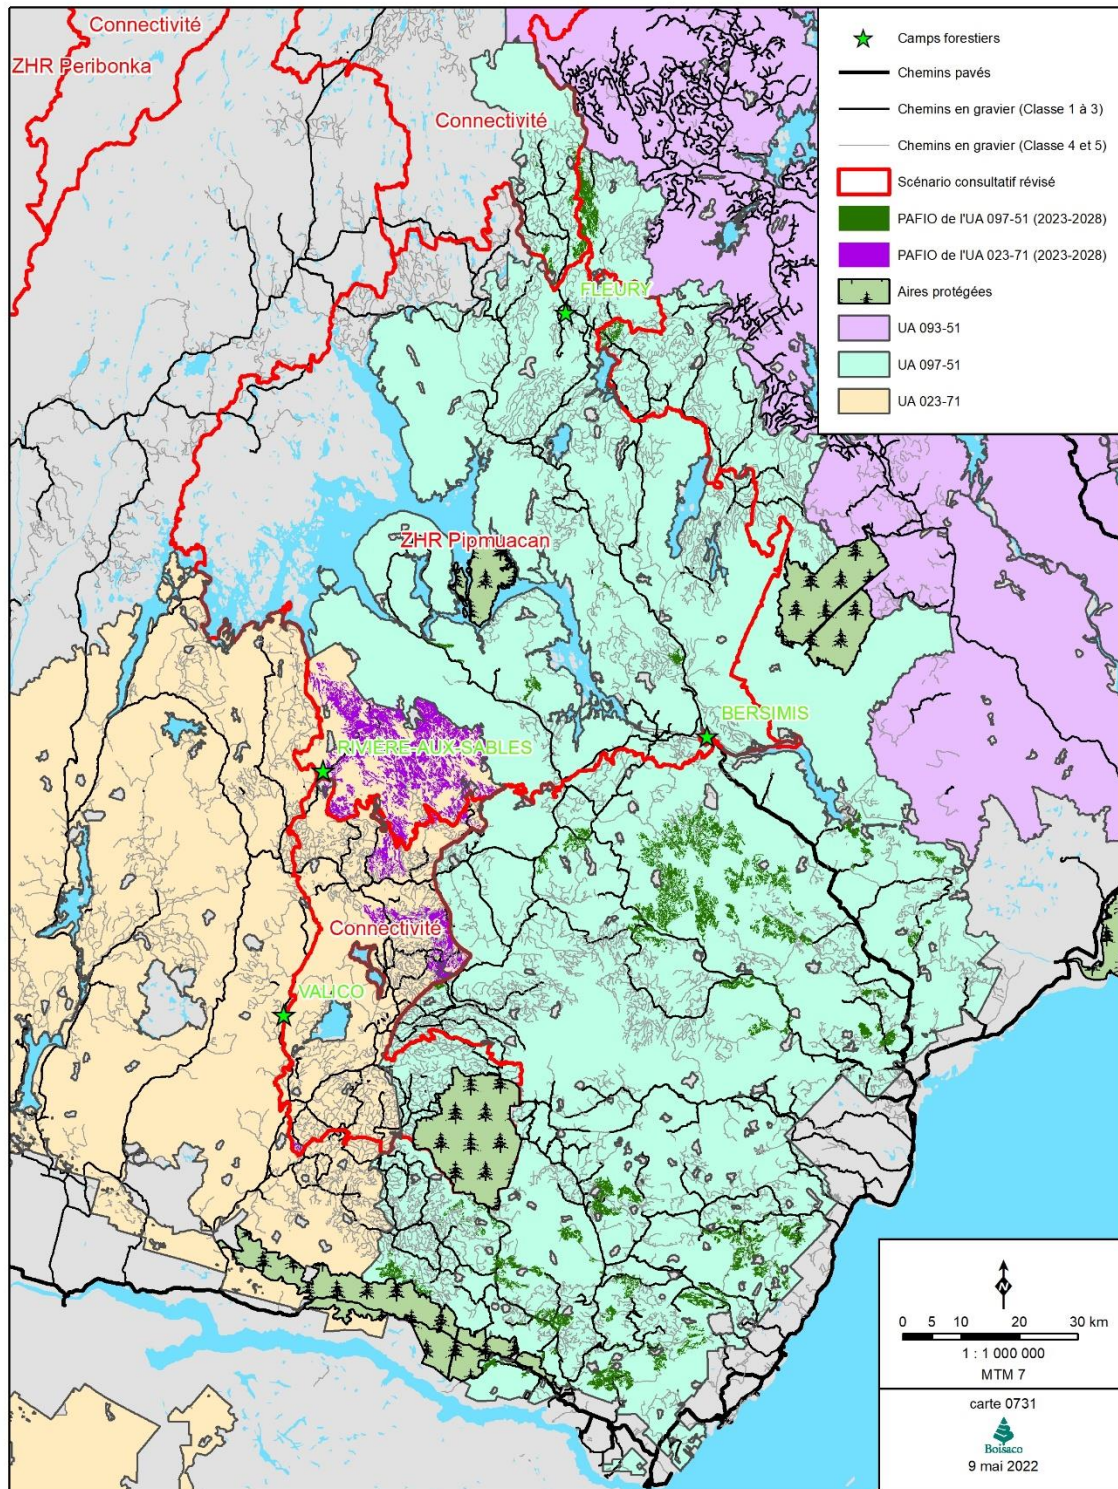 Connectivité
ZHR Peribonka
Connectivité
FLEURY
ZHR Pipmuacan
BERSIMIS
RIVIÈRE-AUX-SABLES
Connectivité
VALICO
Camps forestiers
Chemins pavés
Chemins en gravier (Classe 1 à 3)
Chemins en gravier (Classe 4 et 5)
Scénario consultatif révisé
PAFIO de l'UA 097-51 (2023-2028)
PAFIO de l'UA 023-71 (2023-2028)
Aires protégées
UA 093-51
UA 097-51
UA 023-71
N
0 5 10 20 30 km
1 : 1 000 000
MTM 7
carte 0731
Boisaco
9 mai 2022